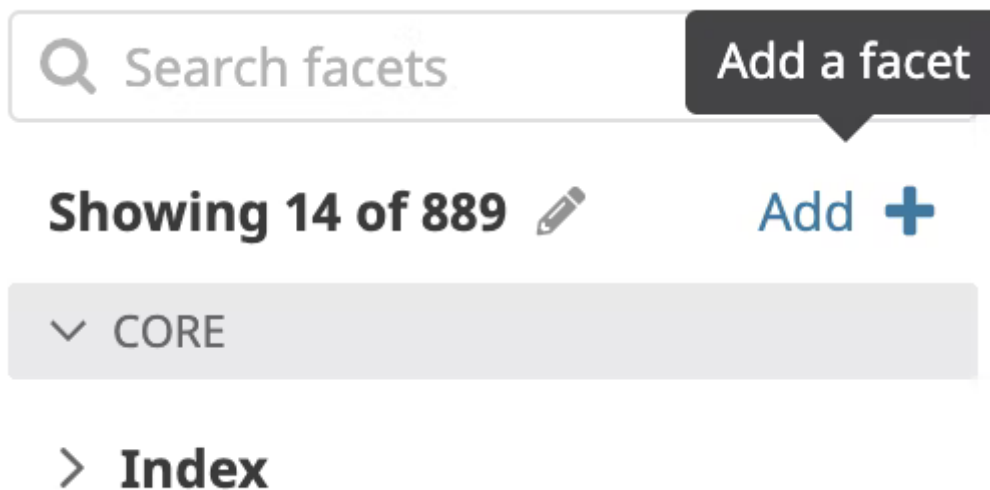 Search facets
Add a facet
Showing 14 of 889
Add
CORE
Index